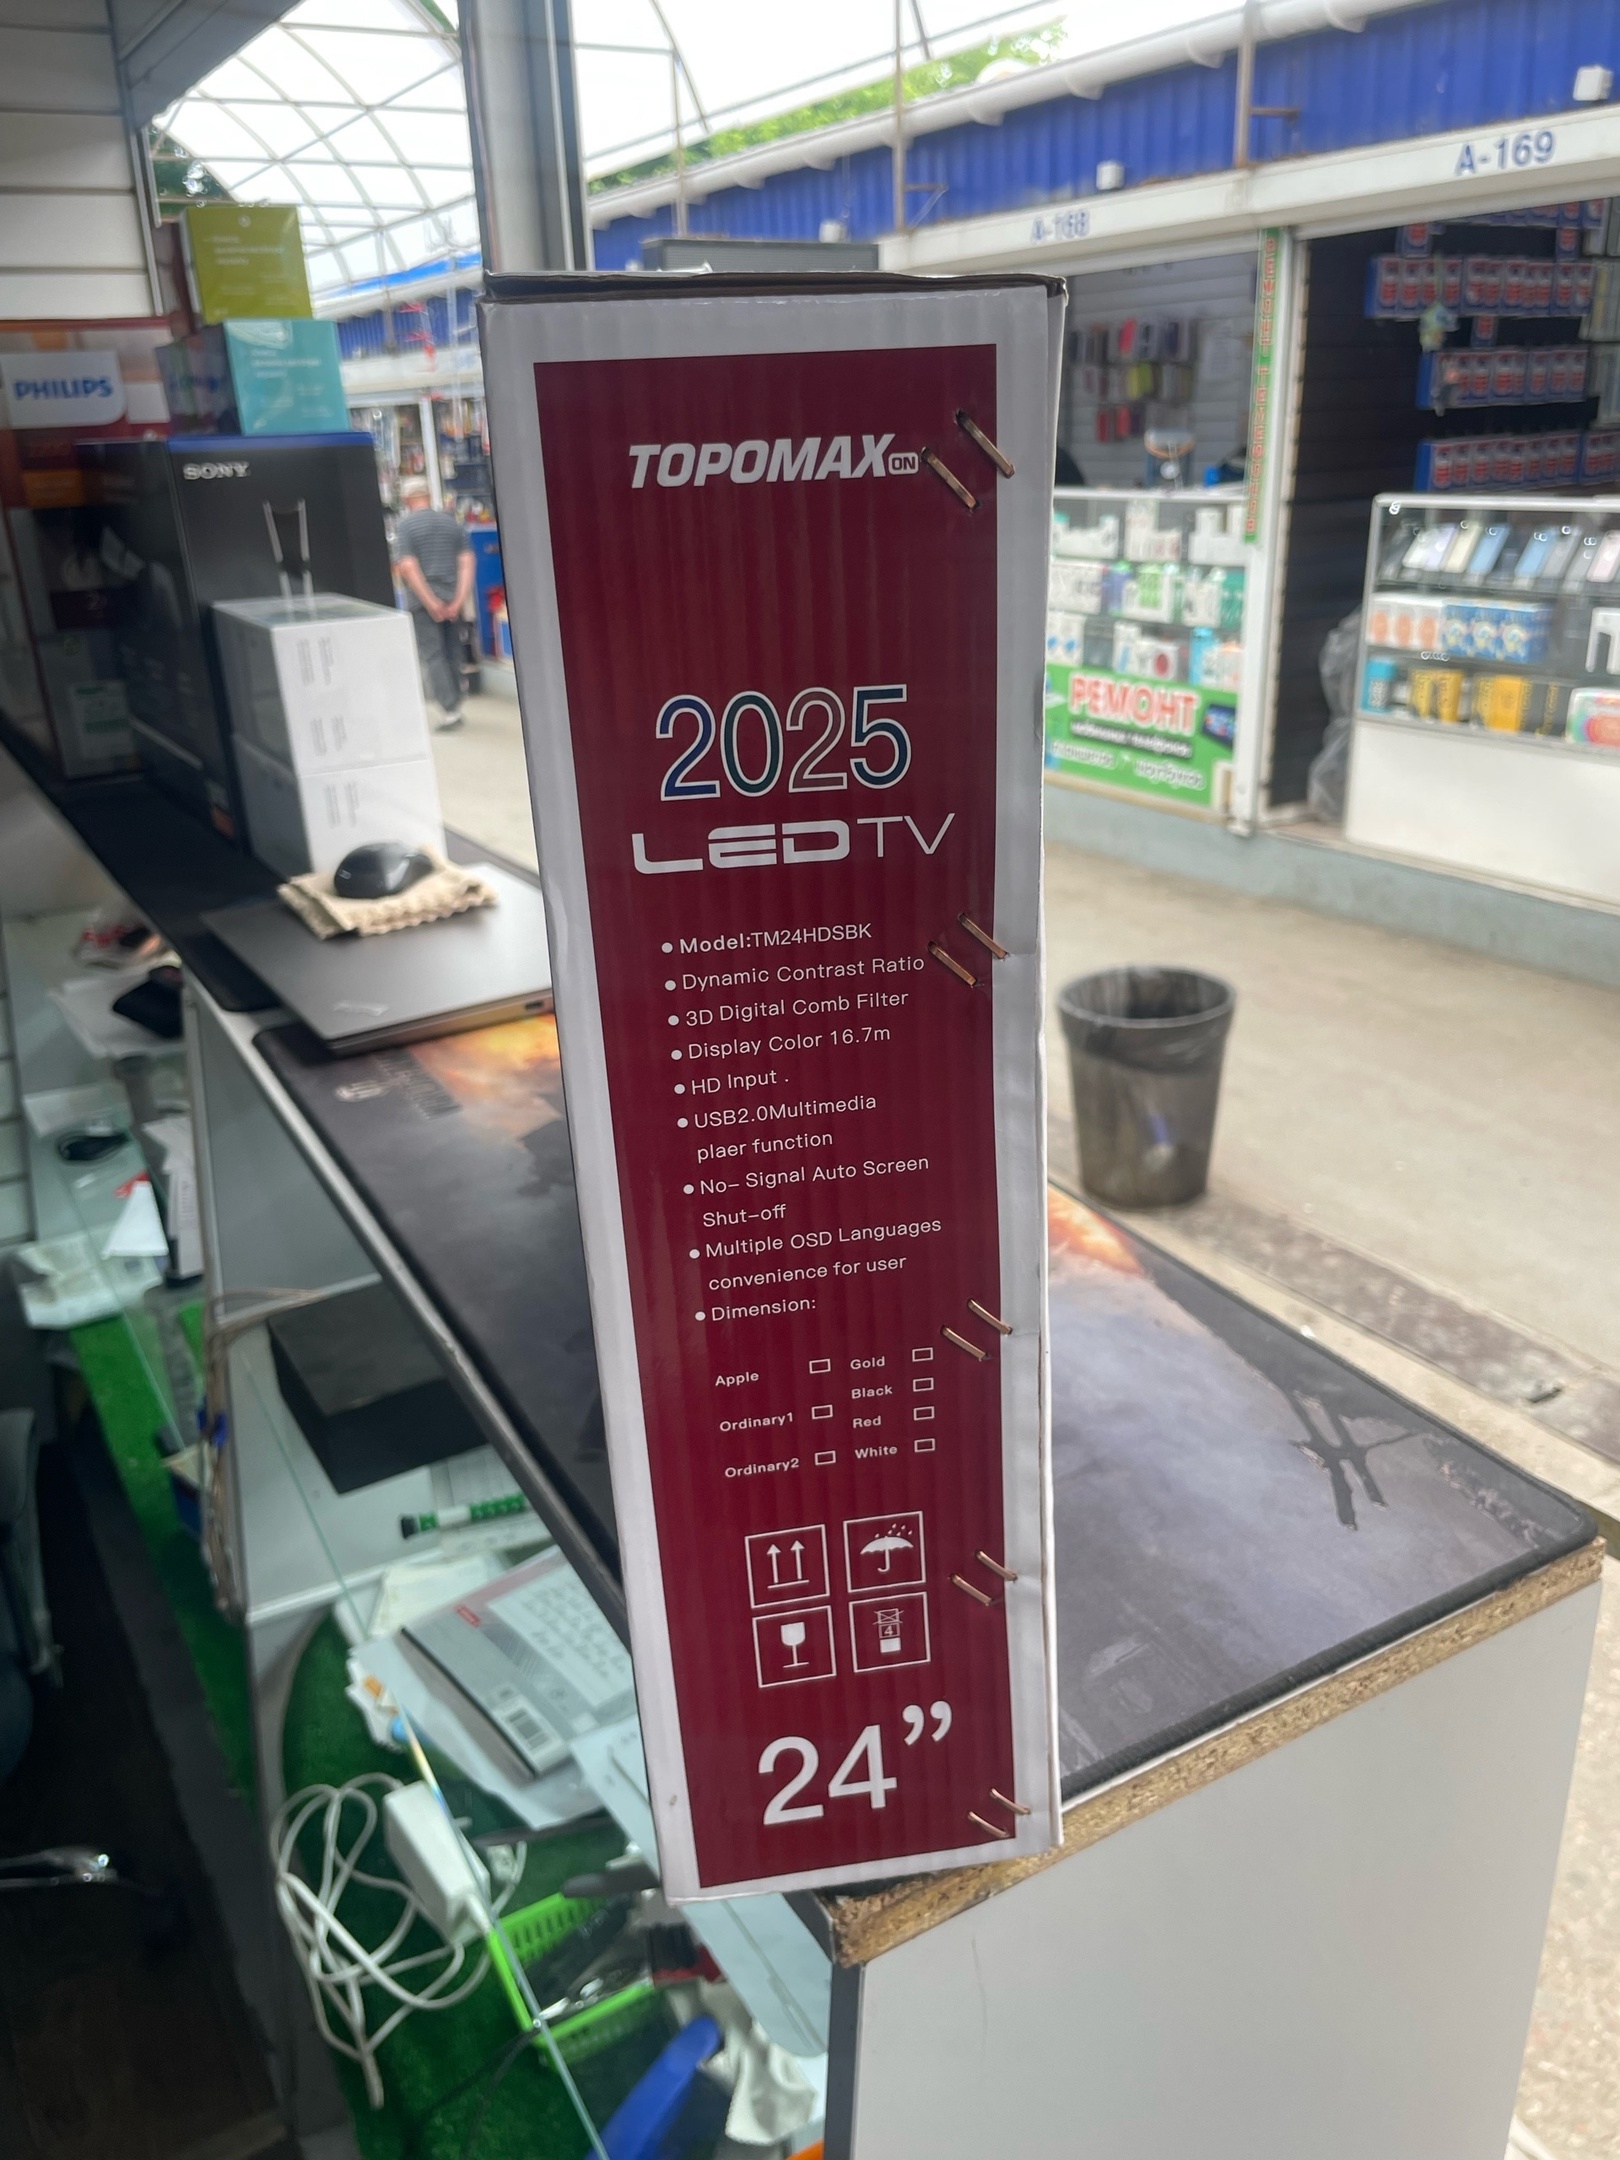 A-169
A-168
PHILIPS
SONY
TOPOMAX ON
2025
LED TV
● Model:TM24HDSBK
● Dynamic Contrast Ratio
● 3D Digital Comb Filter
● Display Color 16.7m
● HD Input .
● USB2.0Multimedia
plaer function
● No– Signal Auto Screen
Shut–off
● Multiple OSD Languages
convenience for user
● Dimension:
Apple Gold
Black
Ordinary1 Red
Ordinary2 White
4
24”
РЕМОНТ